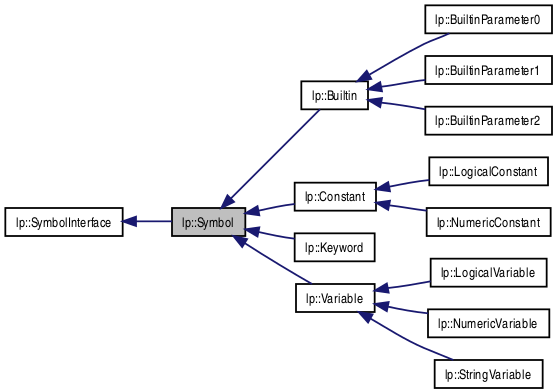 lp::BuiltinParameter0
lp::BuiltinParameter1
lp::Builtin
lp::BuiltinParameter2
lp::LogicalConstant
lp::Constant
lp::SymbolInterface
lp::Symbol
lp::NumericConstant
lp::Keyword
lp::LogicalVariable
lp::Variable
lp::NumericVariable
lp::StringVariable